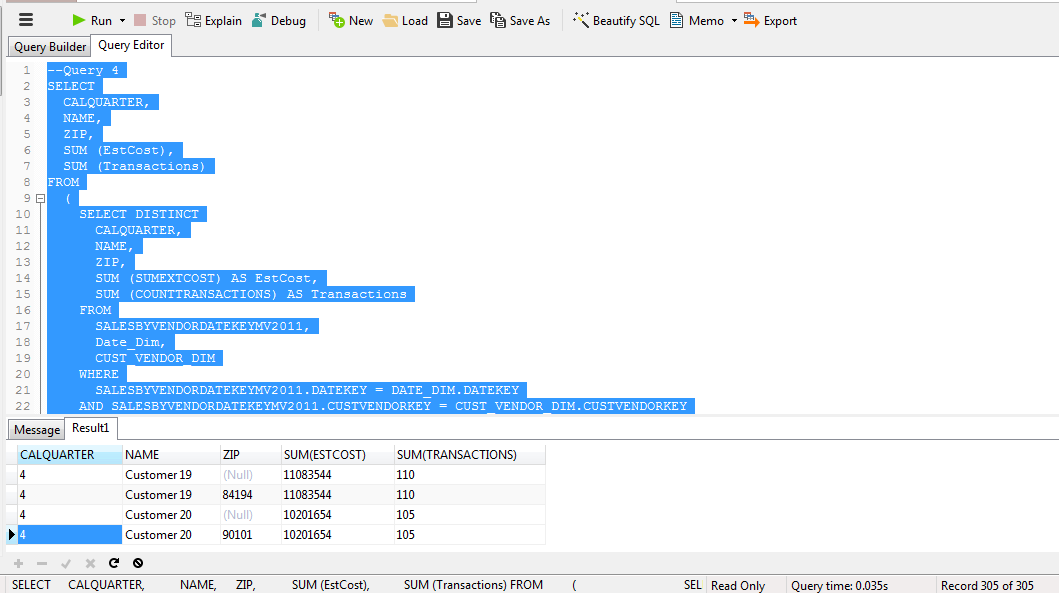 Run Stop Explain Debug New Load Save Save As Beautify SQL Memo Export
Query Builder Query Editor
1 --Query 4
2 SELECT
3 CALQUARTER,
4 NAME,
5 ZIP,
6 SUM (EstCost),
7 SUM (Transactions)
8 FROM
9 (
10 SELECT DISTINCT
11 CALQUARTER,
12 NAME,
13 ZIP,
14 SUM (SUMEXTCOST) AS EstCost,
15 SUM (COUNTTRANSACTIONS) AS Transactions
16 FROM
17 SALESBYVENDORDATEKEYMV2011,
18 Date_Dim,
19 CUST_VENDOR_DIM
20 WHERE
21 SALESBYVENDORDATEKEYMV2011.DATEKEY = DATE_DIM.DATEKEY
22 AND SALESBYVENDORDATEKEYMV2011.CUSTVENDORKEY = CUST_VENDOR_DIM.CUSTVENDORKEY
Message Result1
CALQUARTER NAME ZIP SUM(ESTCOST) SUM(TRANSACTIONS)
4 Customer 19 (Null) 11083544 110
4 Customer 19 84194 11083544 110
4 Customer 20 (Null) 10201654 105
4 Customer 20 90101 10201654 105
SELECT CALQUARTER, NAME, ZIP, SUM (EstCost), SUM (Transactions) FROM ( SEL Read Only Query time: 0.035s Record 305 of 305